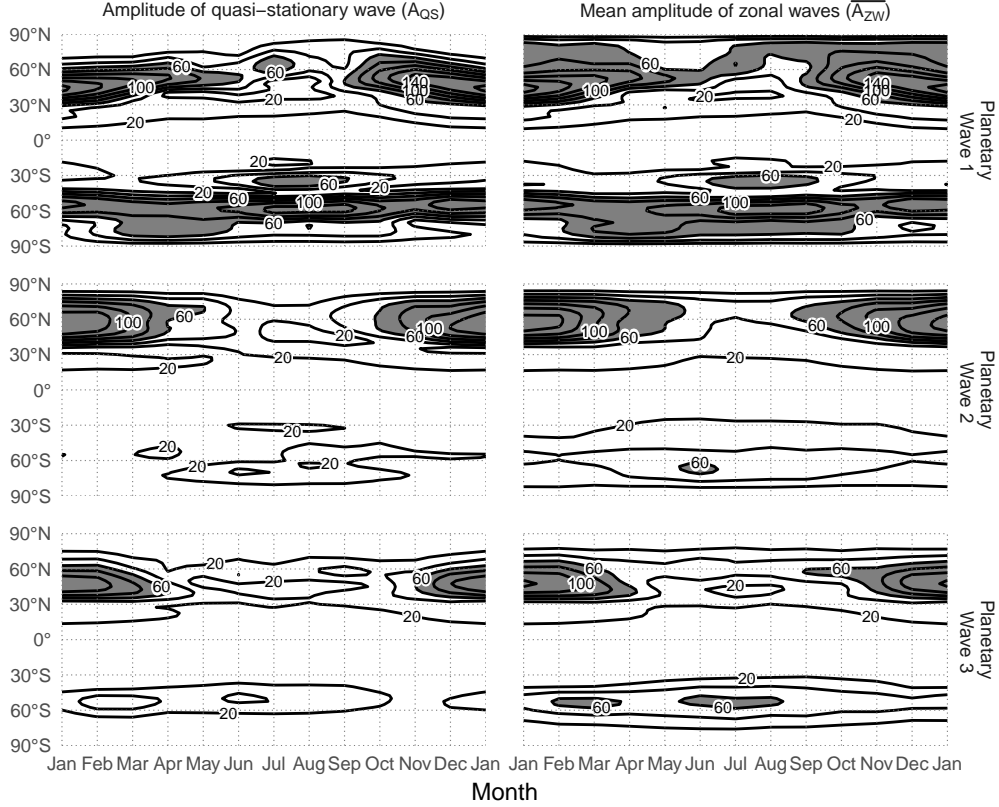 Amplitude of quasi−stationary wave (A_QS)
Mean amplitude of zonal waves (A_ZW)
90°N
60°N
30°N
0°
30°S
60°S
90°S
60
100
60
20
20
140
100
60
20
20
60
20
60
100
60
60
60
100
20
20
140
100
60
20
60
60
100
60
Planetary
Wave 1
90°N
60°N
30°N
0°
30°S
60°S
90°S
100
60
20
20
20
100
60
20
20
20
20
100
60
60
100
20
20
60
Planetary
Wave 2
90°N
60°N
30°N
0°
30°S
60°S
90°S
60
20
20
20
60
20
20
60
100
20
60
20
20
60
60
Planetary
Wave 3
Jan Feb Mar Apr May Jun Jul Aug Sep Oct Nov Dec Jan
Jan Feb Mar Apr May Jun Jul Aug Sep Oct Nov Dec Jan
Month